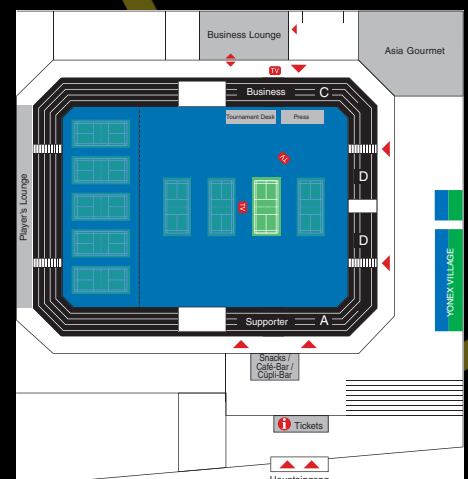 Business Lounge
Asia Gourmet
TV
Business
C
Tournament Desk
Press
TV
Player's Lounge
D
TV
D
YONEX VILLAGE
Supporter
A
Snacks /
Café-Bar /
Cüpli-Bar
i
Tickets